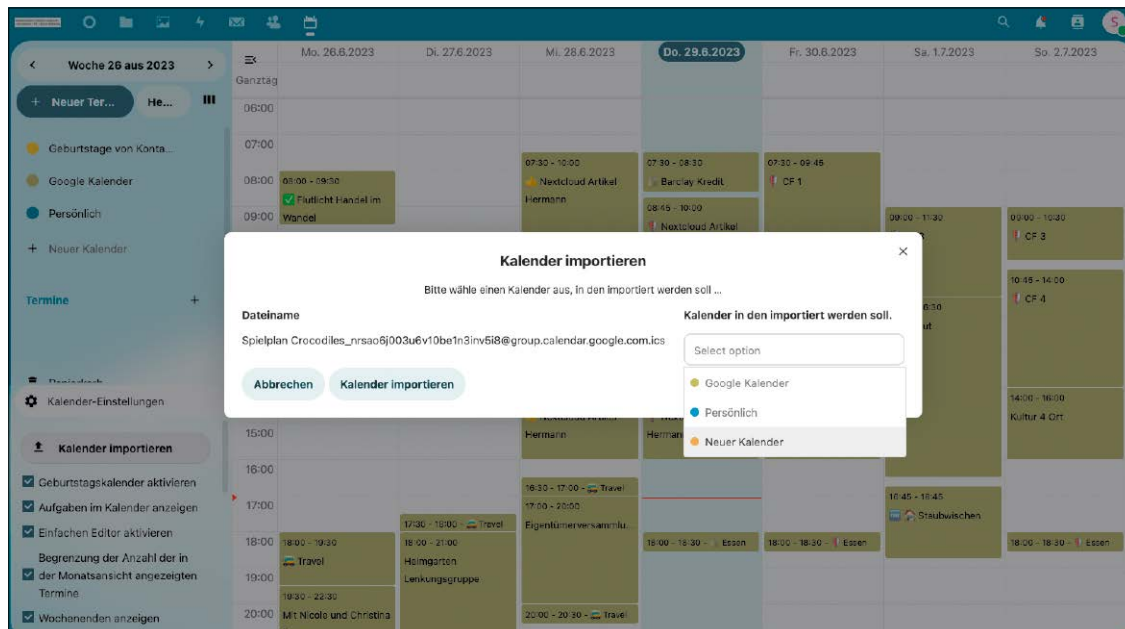 S
Woche 26 aus 2023
+ Neuer Ter...
He...
Geburtstage von Konta...
Google Kalender
Persönlich
+ Neuer Kalender
Termine +
Kalender-Einstellungen
Kalender importieren
Geburtstagskalender aktivieren
Aufgaben im Kalender anzeigen
Einfachen Editor aktivieren
Begrenzung der Anzahl der in
der Monatsansicht angezeigten
Termine
Wochenenden anzeigen
Mo. 26.6.2023
Di. 27.6.2023
Mi. 28.6.2023
Do. 29.6.2023
Fr. 30.6.2023
Sa. 1.7.2023
So. 2.7.2023
Ganztäg
06:00
07:00
08:00
09:00
15:00
16:00
17:00
18:00
19:00
20:00
08:00 - 09:30
Flutlicht Handel im
Wandel
18:00 - 19:30
Travel
19:30 - 22:30
Mit Nicole und Christina
17:30 - 18:00 - Travel
18:00 - 21:00
Heimgarten
Lenkungsgruppe
07:30 - 10:00
Nextcloud Artikel
Hermann
Hermann
16:30 - 17:00 - Travel
17:00 - 20:00
Eigentümerversammlu...
20:00 - 20:30 - Travel
07:30 - 08:30
Barclay Kredit
08:45 - 10:00
Nextcloud Artikel
18:00 - 18:30 - Essen
07:30 - 09:45
CF 1
18:00 - 18:30 - Essen
09:00 - 11:30
6:30
ut
16:45 - 18:45
Staubwischen
09:00 - 10:30
CF 3
10:45 - 14:00
CF 4
14:00 - 16:00
Kultur 4 Ort
18:00 - 18:30 - Essen
Kalender importieren
Bitte wähle einen Kalender aus, in den importiert werden soll ...
Dateiname
Spielplan Crocodiles_nrsao6j003u6v10be1n3inv5i8@group.calendar.google.com.ics
Abbrechen
Kalender importieren
Kalender in den importiert werden soll.
Select option
Google Kalender
Persönlich
Neuer Kalender